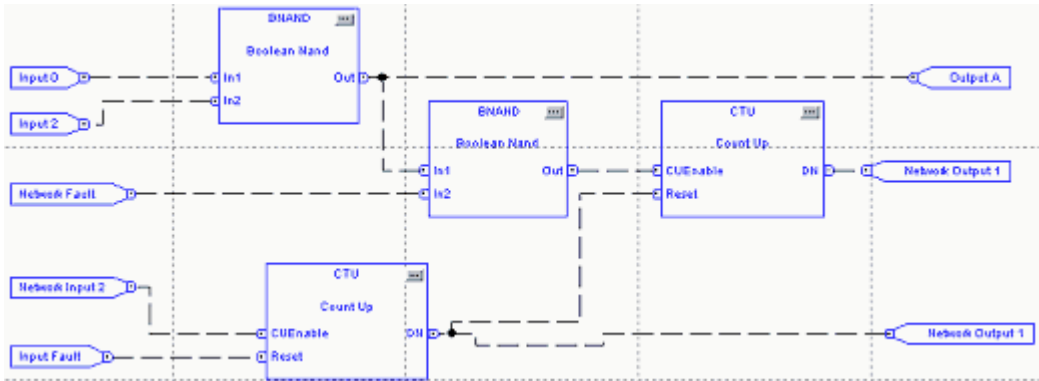 BNAND
Boolean Nand
Input 0
In1
Out
Output A
In2
Input 2
BNAND
Boolean Nand
CTU
Count Up
In1
Out
CUEnable
DN
Network Output 1
Network Fault
In2
Reset
CTU
Count Up
Network Input 2
CUEnable
DN
Network Output 1
Input Fault
Reset